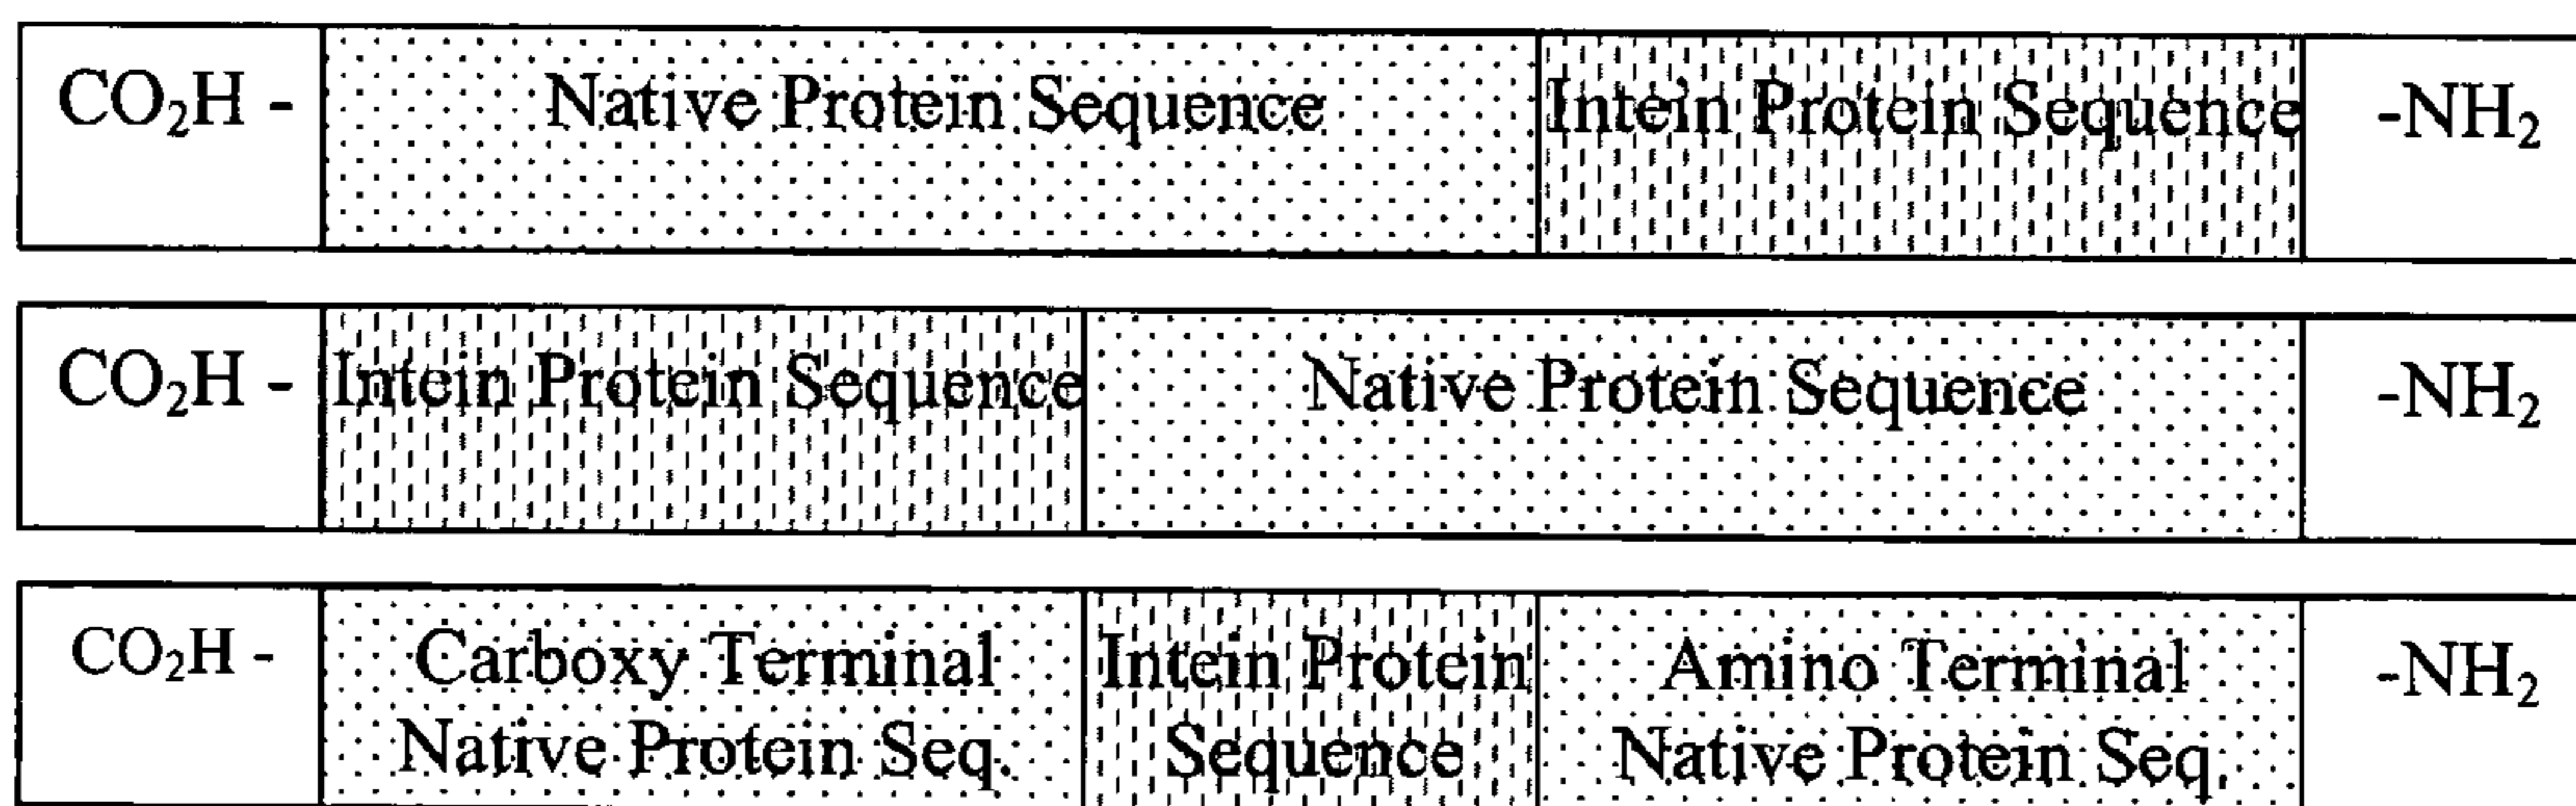 CO₂H - Native Protein Sequence Intein Protein Sequence -NH₂
CO₂H - Intein Protein Sequence Native Protein Sequence -NH₂
CO₂H - Carboxy Terminal Intein Protein Amino Terminal -NH₂
Native Protein Seq. Sequence Native Protein Seq.